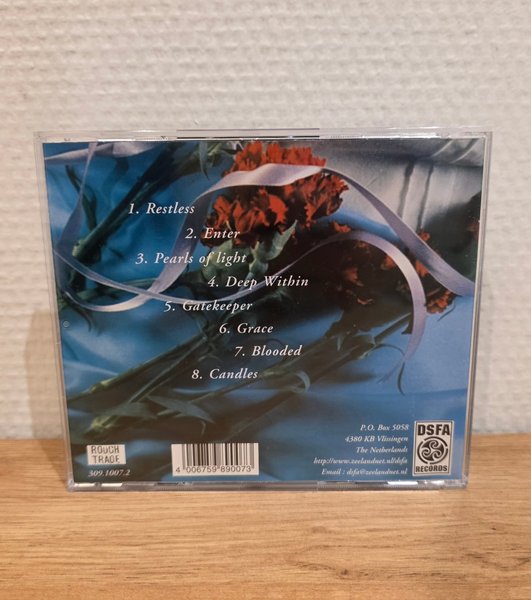 1. Restless
2. Enter
3. Pearls of light
4. Deep Within
5. Gatekeeper
6. Grace
7. Blooded
8. Candles
P.O. Box 5058
4380 KB Vlissingen
The Netherlands
http://www.zeelandnet.nl/dsfa
Email : dsfa@zeelandnet.nl
DSFA
RECORDS
ROUGH
TRADE
309.1007.2
4 006759 890073